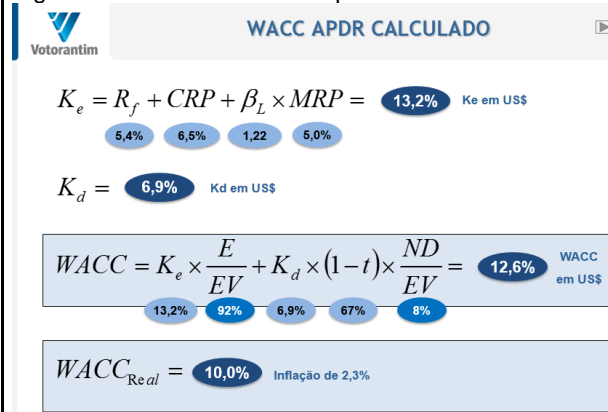 Votorantim
WACC APDR CALCULADO
K_e = R_f + CRP + β_L × MRP = 13,2% Ke em US$
5,4% 6,5% 1,22 5,0%
K_d = 6,9% Kd em US$
WACC = K_e × E/EV + K_d × (1 − t) × ND/EV = 12,6% WACC em US$
13,2% 92% 6,9% 67% 8%
WACC_Real = 10,0% Inflação de 2,3%